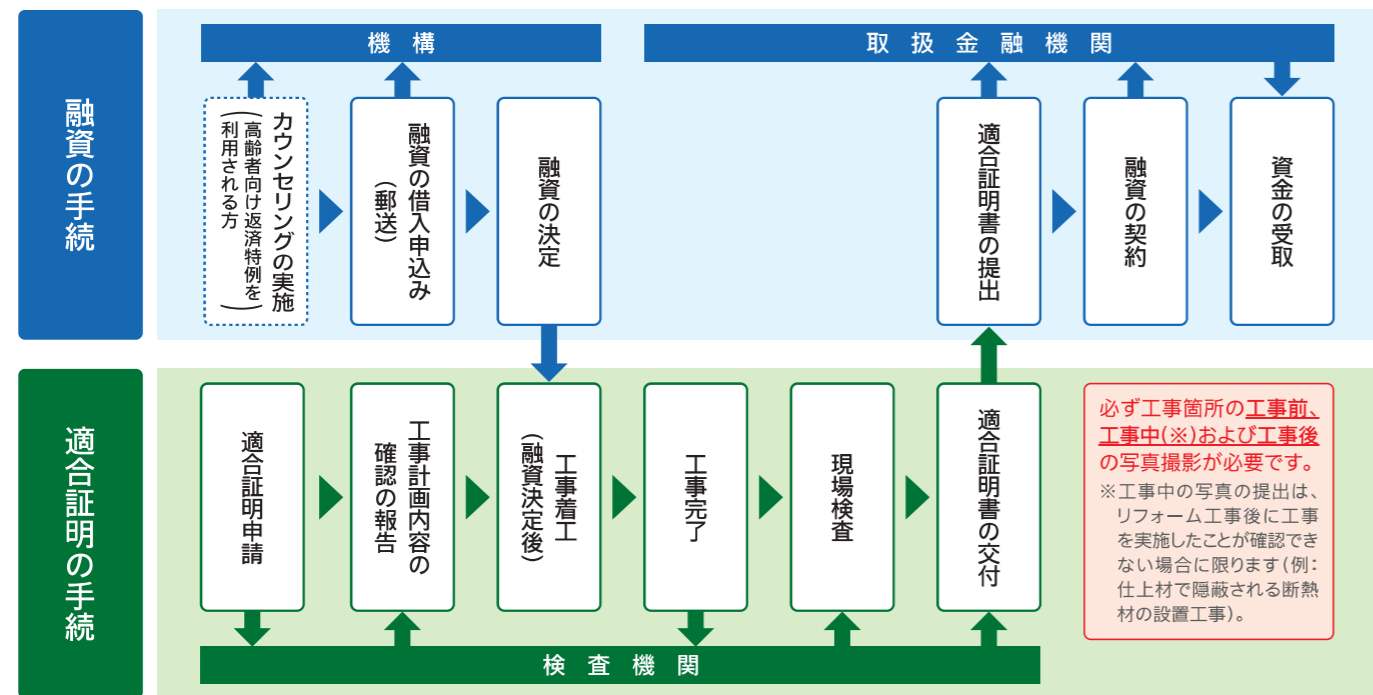 融資の手続
機構
取扱金融機関
カウンセリングの実施
(高齢者向け返済特例を
利用される方)
融資の借入申込み
(郵送)
融資の決定
適合証明書の提出
融資の契約
資金の受取
適合証明の手続
適合証明申請
工事計画内容の
確認の報告
工事着工
(融資決定後)
工事完了
現場検査
適合証明書の交付
必ず工事箇所の工事前、
工事中(※)および工事後
の写真撮影が必要です。
※工事中の写真の提出は、
リフォーム工事後に工事
を実施したことが確認でき
ない場合に限ります(例：
仕上材で隠蔽される断熱
材の設置工事)。
検査機関